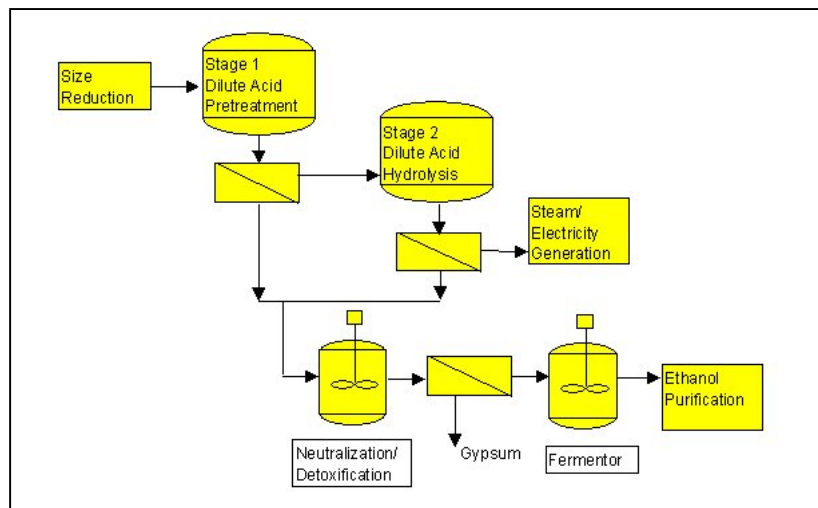 Size
Reduction
Stage 1
Dilute Acid
Pretreatment
Stage 2
Dilute Acid
Hydrolysis
Steam/
Electricity
Generation
Neutralization/
Detoxification
Gypsum
Fermentor
Ethanol
Purification